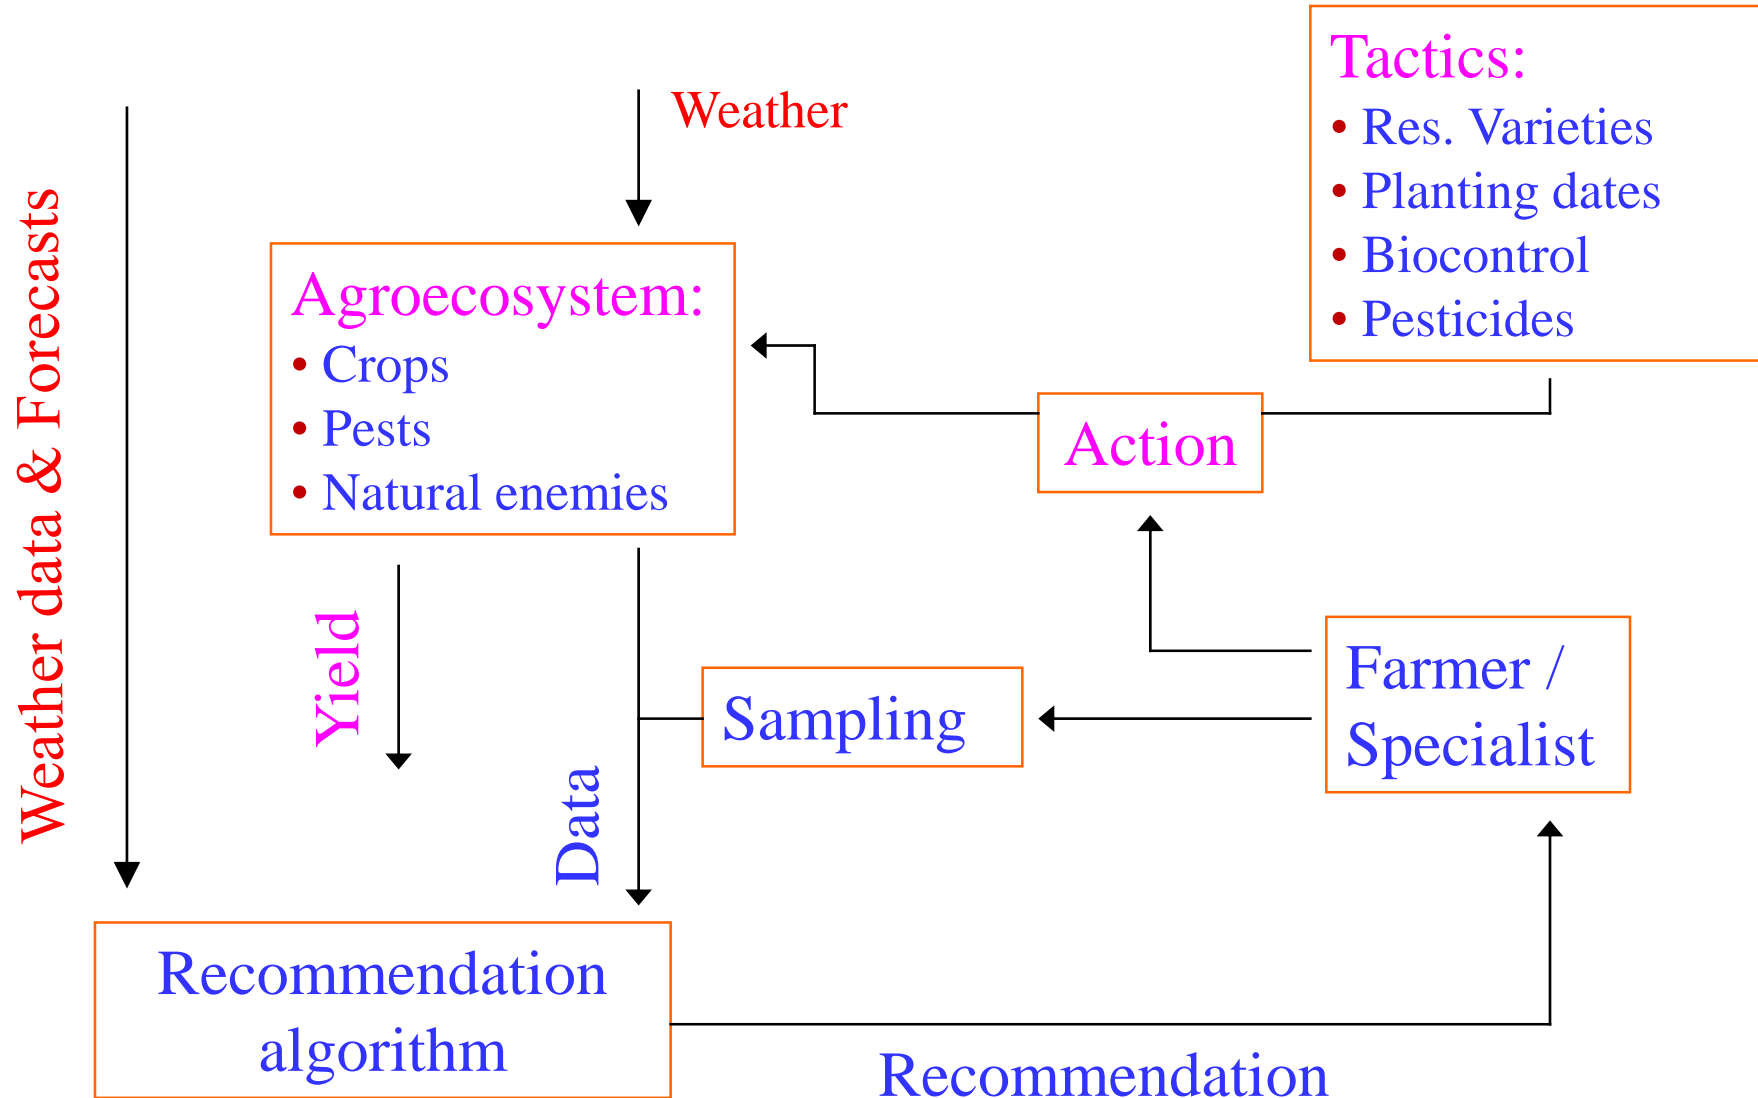 Weather data & Forecasts
Weather
Tactics:
• Res. Varieties
• Planting dates
• Biocontrol
• Pesticides
Agroecosystem:
• Crops
• Pests
• Natural enemies
Action
Yield
Data
Sampling
Farmer /
Specialist
Recommendation
algorithm
Recommendation